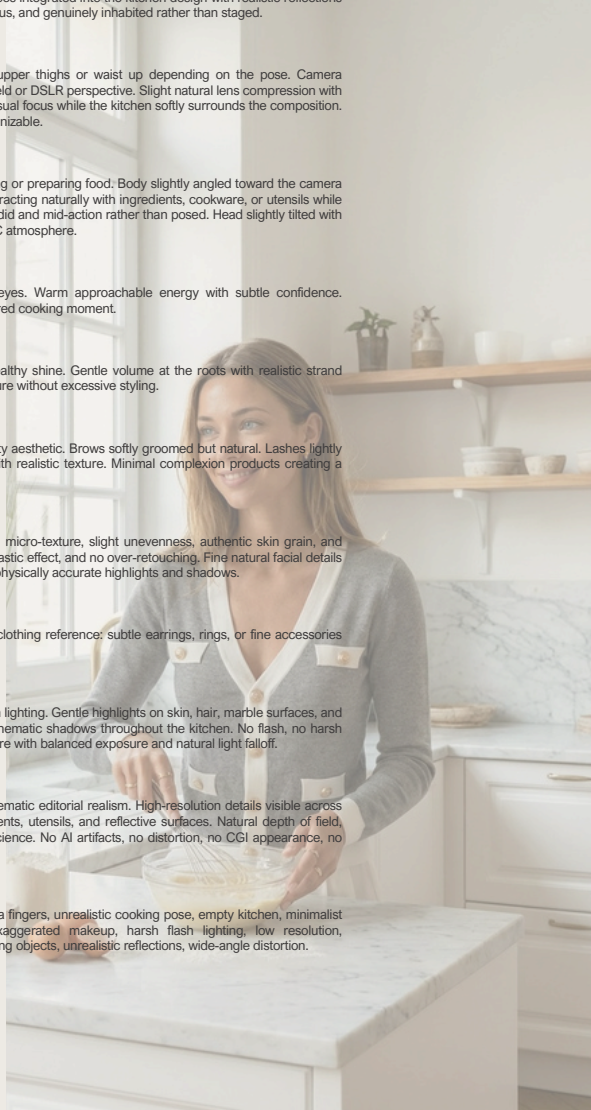 us, and genuinely inhabited rather than staged.
upper thighs or waist up depending on the pose. Camera
eld or DSLR perspective. Slight natural lens compression with
sual focus while the kitchen softly surrounds the composition.
nizable.
g or preparing food. Body slightly angled toward the camera
racting naturally with ingredients, cookware, or utensils while
did and mid-action rather than posed. Head slightly tilted with
C atmosphere.
eyes. Warm approachable energy with subtle confidence.
red cooking moment.
althy shine. Gentle volume at the roots with realistic strand
ure without excessive styling.
ty aesthetic. Brows softly groomed but natural. Lashes lightly
ith realistic texture. Minimal complexion products creating a
micro-texture, slight unevenness, authentic skin grain, and
astic effect, and no over-retouching. Fine natural facial details
physically accurate highlights and shadows.
clothing reference: subtle earrings, rings, or fine accessories
lighting. Gentle highlights on skin, hair, marble surfaces, and
nematic shadows throughout the kitchen. No flash, no harsh
re with balanced exposure and natural light falloff.
ematic editorial realism. High-resolution details visible across
ents, utensils, and reflective surfaces. Natural depth of field,
cience. No AI artifacts, no distortion, no CGI appearance, no
a fingers, unrealistic cooking pose, empty kitchen, minimalist
xaggerated makeup, harsh flash lighting, low resolution,
ng objects, unrealistic reflections, wide-angle distortion.